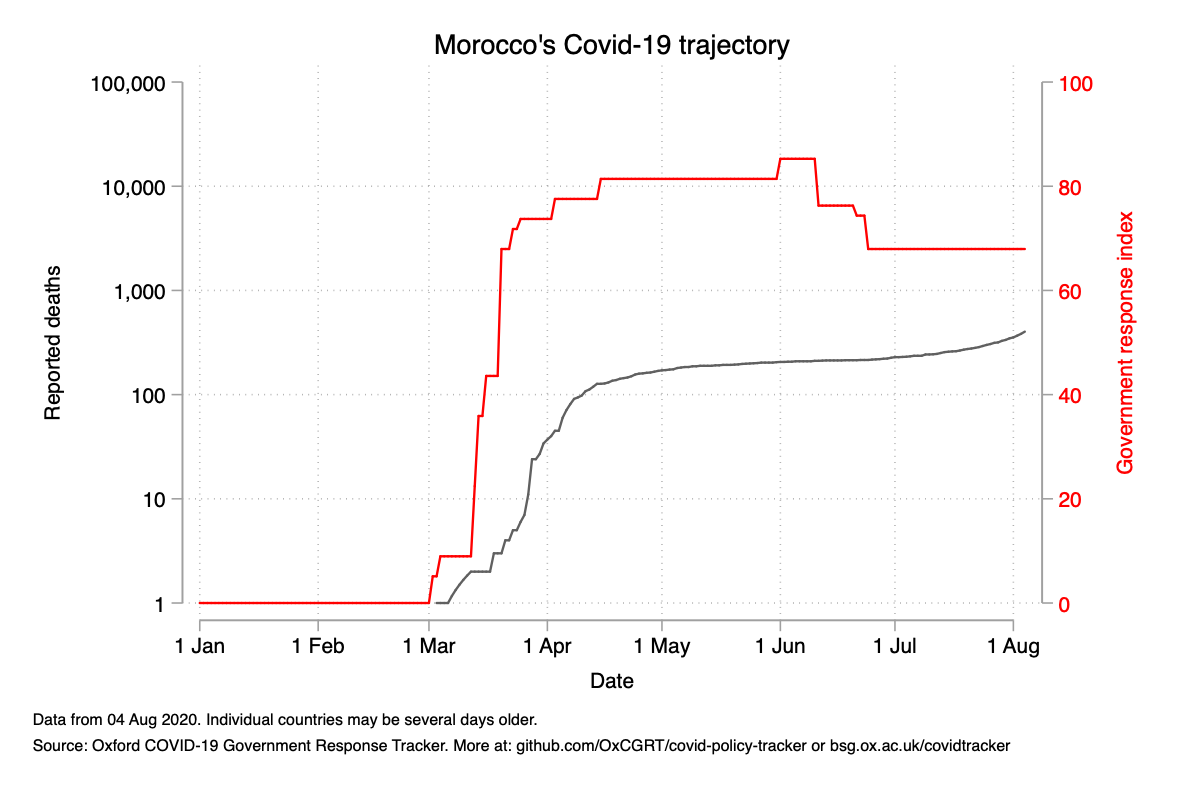 Morocco's Covid-19 trajectory
100,000
10,000
1,000
100
10
1
Reported deaths
100
80
60
40
20
0
Government response index
1 Jan 1 Feb 1 Mar 1 Apr 1 May 1 Jun 1 Jul 1 Aug
Date
Data from 04 Aug 2020. Individual countries may be several days older.
Source: Oxford COVID-19 Government Response Tracker. More at: github.com/OxCGRT/covid-policy-tracker or bsg.ox.ac.uk/covidtracker